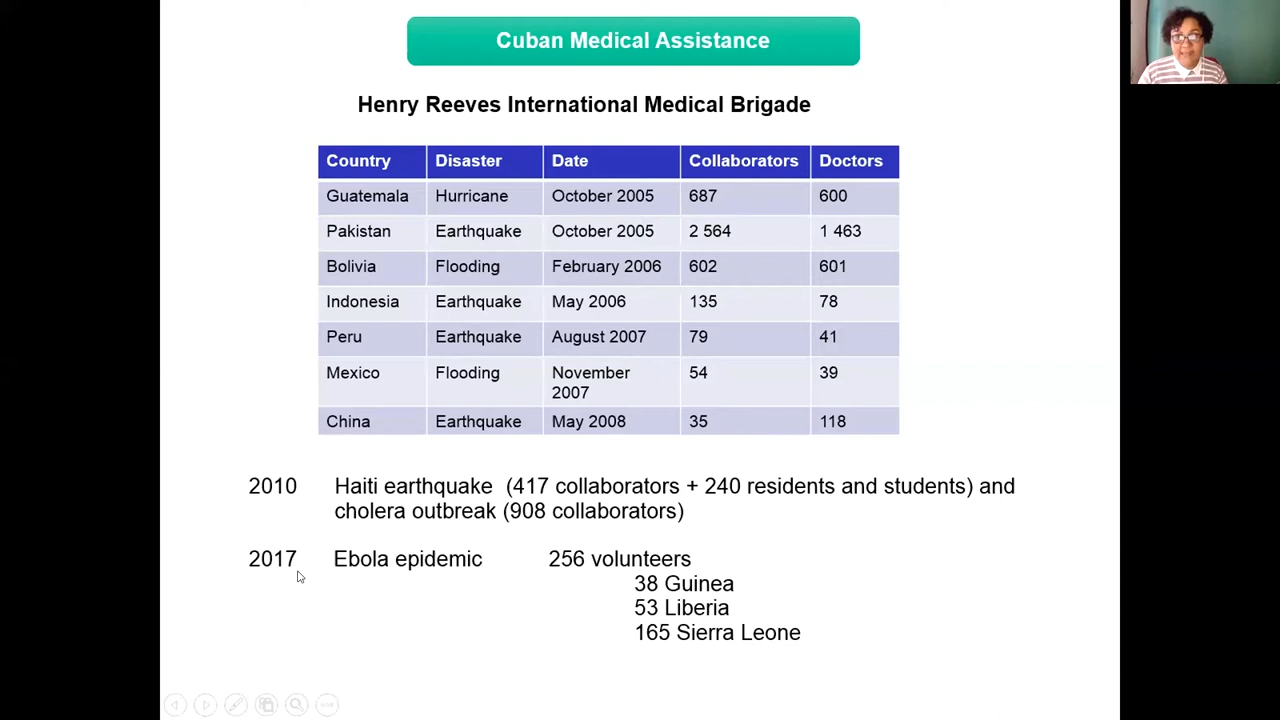 Cuban Medical Assistance
Henry Reeves International Medical Brigade
Country Disaster Date Collaborators Doctors
Guatemala Hurricane October 2005 687 600
Pakistan Earthquake October 2005 2 564 1 463
Bolivia Flooding February 2006 602 601
Indonesia Earthquake May 2006 135 78
Peru Earthquake August 2007 79 41
Mexico Flooding November 2007 54 39
China Earthquake May 2008 35 118
2010 Haiti earthquake (417 collaborators + 240 residents and students) and
cholera outbreak (908 collaborators)
2017 Ebola epidemic 256 volunteers
38 Guinea
53 Liberia
165 Sierra Leone